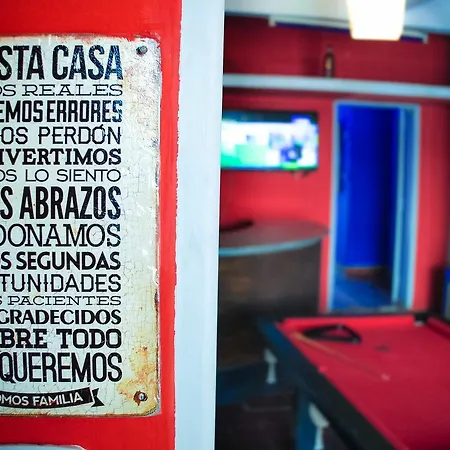 STA CASA
OS REALES
EMOS ERRORES
OS PERDÓN
IVERTIMOS
OS LO SIENTO
S ABRAZOS
DONAMOS
S SEGUNDAS
TUNIDADES
S PACIENTES
GRADECIDOS
BRE TODO
QUEREMOS
OMOS FAMILIA